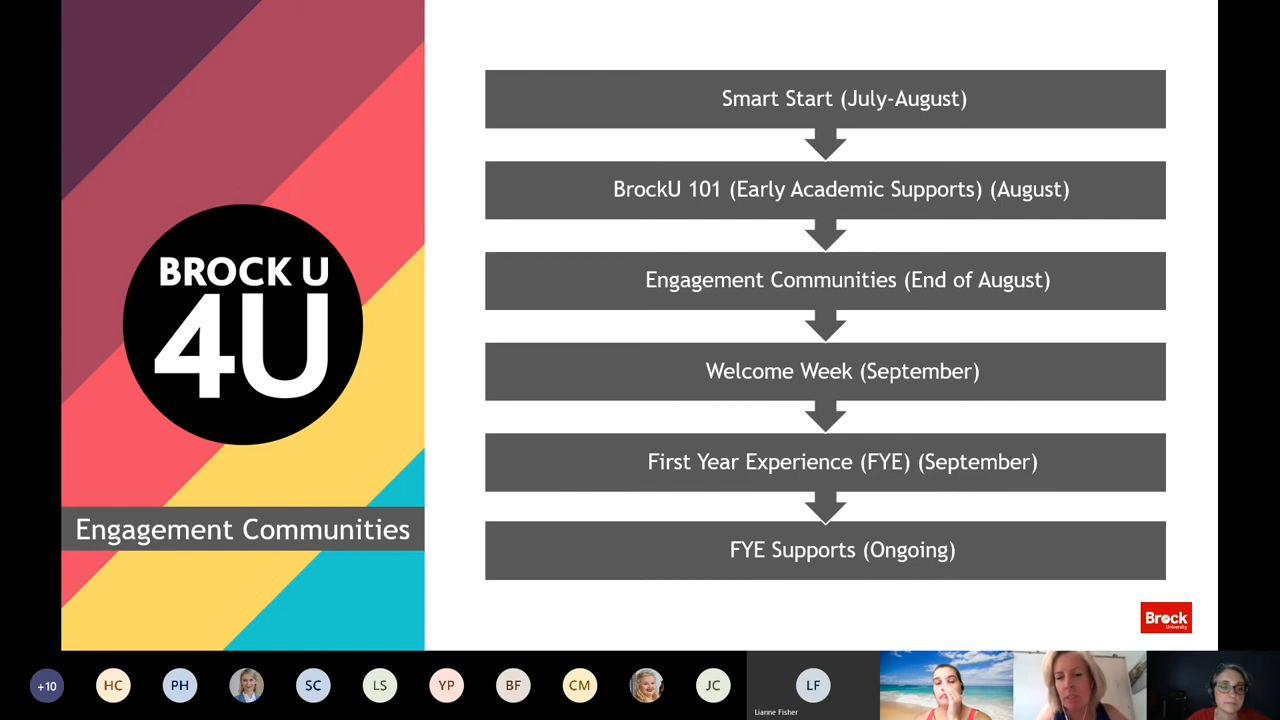 Smart Start (July-August)
BrockU 101 (Early Academic Supports) (August)
BROCK U
4U
Engagement Communities (End of August)
Welcome Week (September)
First Year Experience (FYE) (September)
Engagement Communities
FYE Supports (Ongoing)
Brock
University
+10
HC
PH
SC
LS
YP
BF
CM
JC
LF
Lianne Fisher